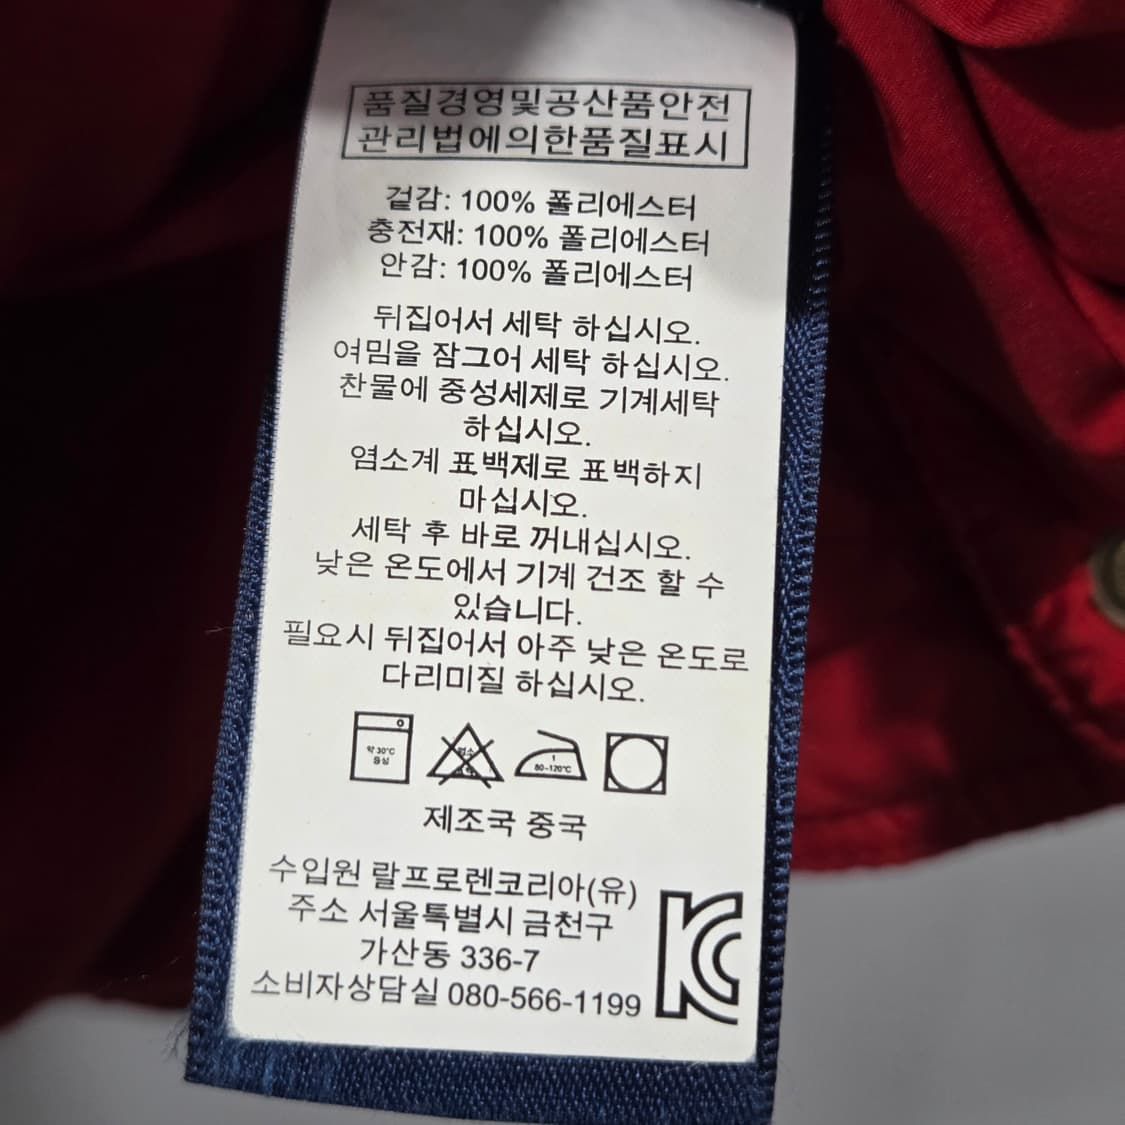 품질경영및공산품안전
관리법에의한품질표시
겉감: 100% 폴리에스터
충전재: 100% 폴리에스터
안감: 100% 폴리에스터
뒤집어서 세탁 하십시오.
여밈을 잠그어 세탁 하십시오.
찬물에 중성세제로 기계세탁
하십시오.
염소계 표백제로 표백하지
마십시오.
세탁 후 바로 꺼내십시오.
낮은 온도에서 기계 건조 할 수
있습니다.
필요시 뒤집어서 아주 낮은 온도로
다리미질 하십시오.
약 30°C
중성
1
80~120°C
제조국 중국
수입원 랄프로렌코리아(유)
주소 서울특별시 금천구
가산동 336-7
소비자상담실 080-566-1199
KC